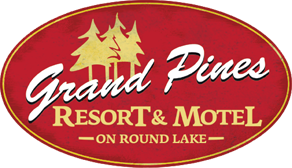 Grand Pines
RESORT & MOTEL
ON ROUND LAKE